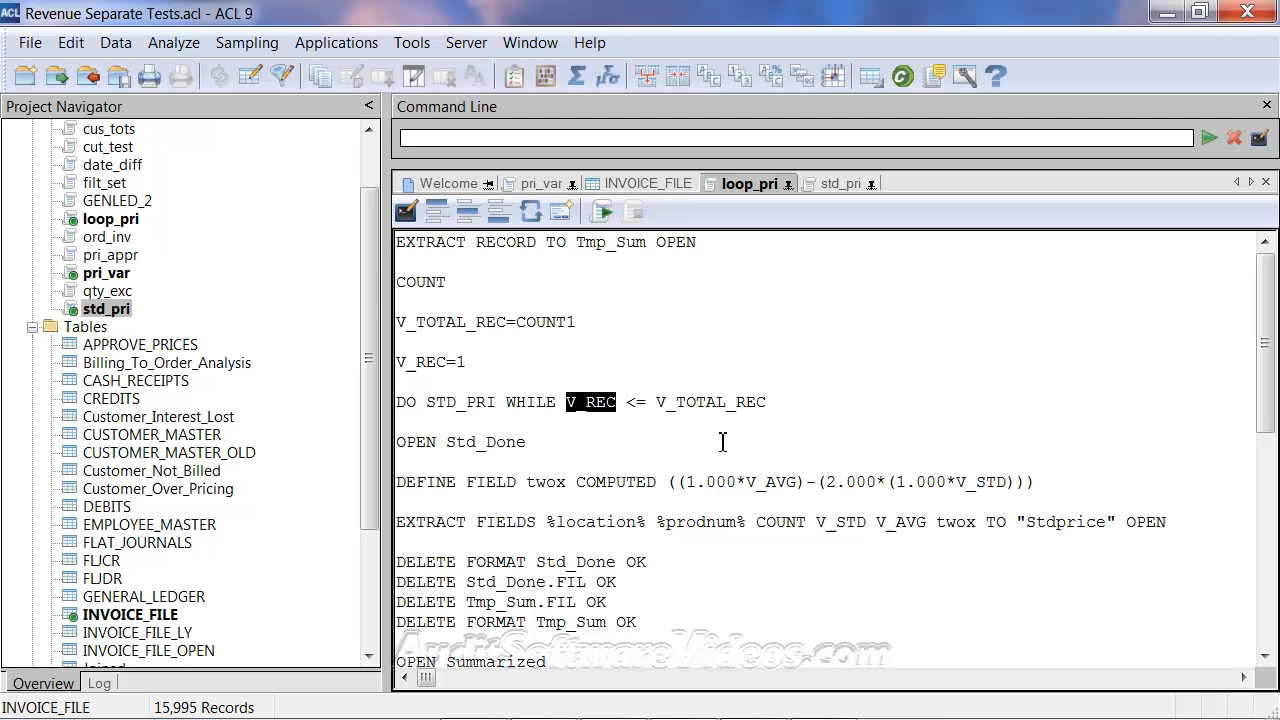 Revenue Separate Tests.acl - ACL 9
File Edit Data Analyze Sampling Applications Tools Server Window Help
Project Navigator <
cus_tots
cut_test
date_diff
filt_set
GENLED_2
loop_pri
ord_inv
pri_appr
pri_var
qty_exc
std_pri
Tables
APPROVE_PRICES
Billing_To_Order_Analysis
CASH_RECEIPTS
CREDITS
Customer_Interest_Lost
CUSTOMER_MASTER
CUSTOMER_MASTER_OLD
Customer_Not_Billed
Customer_Over_Pricing
DEBITS
EMPLOYEE_MASTER
FLAT_JOURNALS
FLJCR
FLJDR
GENERAL_LEDGER
INVOICE_FILE
INVOICE_FILE_LY
INVOICE_FILE_OPEN
Joined
Overview Log
Command Line
Welcome pri_var INVOICE_FILE loop_pri std_pri
EXTRACT RECORD TO Tmp_Sum OPEN
COUNT
V_TOTAL_REC=COUNT1
V_REC=1
DO STD_PRI WHILE V_REC <= V_TOTAL_REC
OPEN Std_Done
DEFINE FIELD twox COMPUTED ((1.000*V_AVG)-(2.000*(1.000*V_STD)))
EXTRACT FIELDS %location% %prodnum% COUNT V_STD V_AVG twox TO "Stdprice" OPEN
DELETE FORMAT Std_Done OK
DELETE Std_Done.FIL OK
DELETE Tmp_Sum.FIL OK
DELETE FORMAT Tmp_Sum OK
AuditSoftwareVideos.com
OPEN Summarized
INVOICE_FILE 15,995 Records